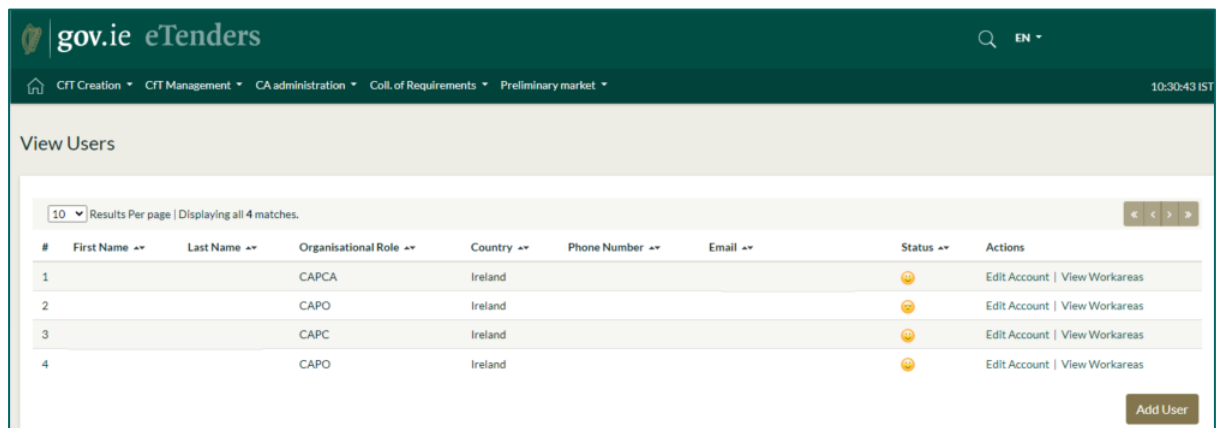 gov.ie eTenders EN
CfT Creation CfT Management CA administration Coll. of Requirements Preliminary market 10:30:43 IST
View Users
10 Results Per page | Displaying all 4 matches. « < > »
# First Name Last Name Organisational Role Country Phone Number Email Status Actions
1 CAPCA Ireland Edit Account | View Workareas
2 CAPO Ireland Edit Account | View Workareas
3 CAPC Ireland Edit Account | View Workareas
4 CAPO Ireland Edit Account | View Workareas
Add User